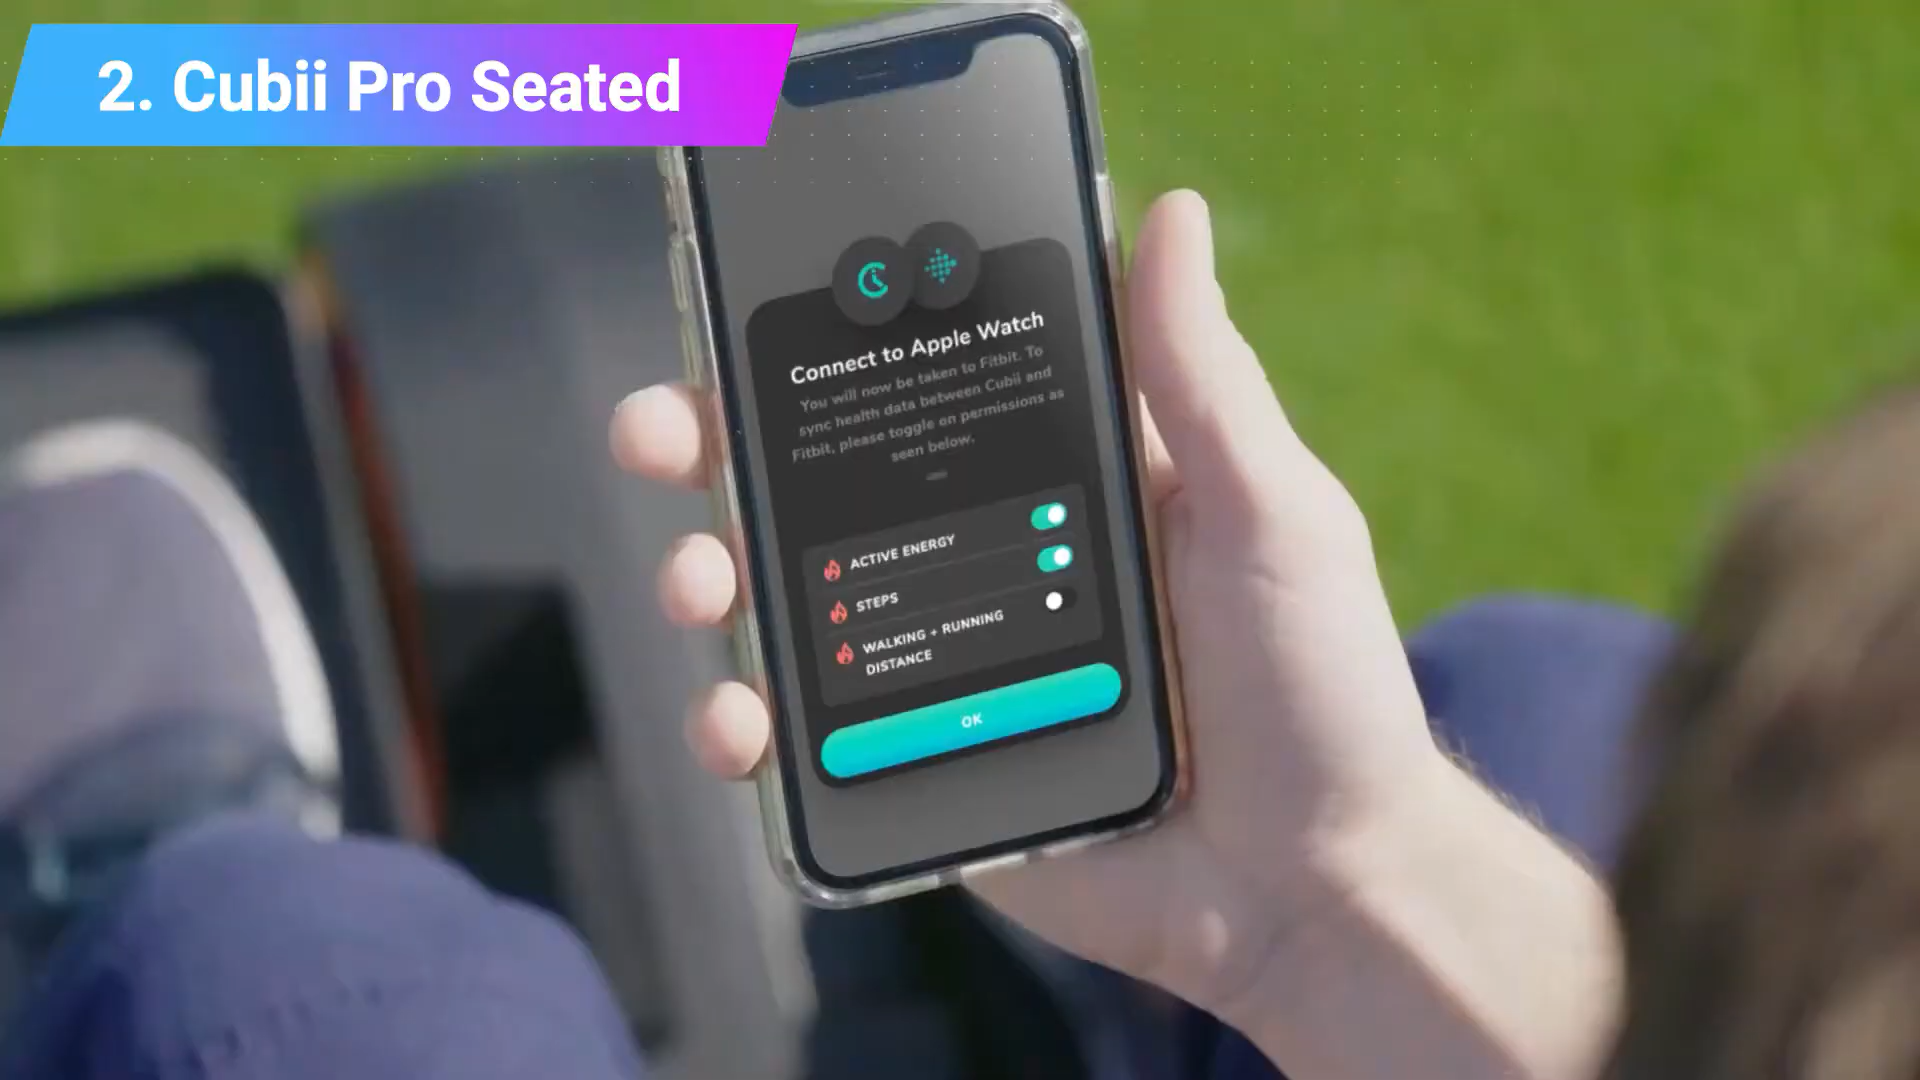 2. Cubii Pro Seated
Connect to Apple Watch
You will now be taken to Fitbit. To
sync health data between Cubii and
Fitbit, please toggle on permissions as
seen below.
ACTIVE ENERGY
STEPS
WALKING + RUNNING
DISTANCE
OK